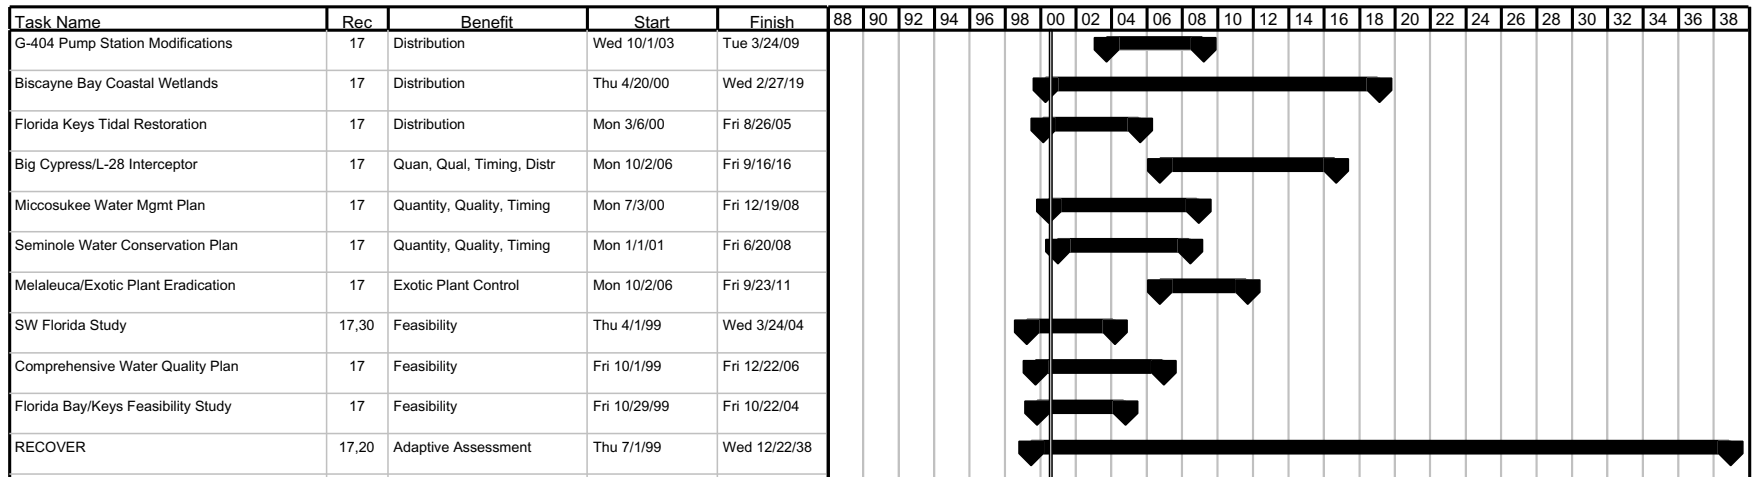 Task Name Rec Benefit Start Finish 88 90 92 94 96 98 00 02 04 06 08 10 12 14 16 18 20 22 24 26 28 30 32 34 36 38
G-404 Pump Station Modifications 17 Distribution Wed 10/1/03 Tue 3/24/09
Biscayne Bay Coastal Wetlands 17 Distribution Thu 4/20/00 Wed 2/27/19
Florida Keys Tidal Restoration 17 Distribution Mon 3/6/00 Fri 8/26/05
Big Cypress/L-28 Interceptor 17 Quan, Qual, Timing, Distr Mon 10/2/06 Fri 9/16/16
Miccosukee Water Mgmt Plan 17 Quantity, Quality, Timing Mon 7/3/00 Fri 12/19/08
Seminole Water Conservation Plan 17 Quantity, Quality, Timing Mon 1/1/01 Fri 6/20/08
Melaleuca/Exotic Plant Eradication 17 Exotic Plant Control Mon 10/2/06 Fri 9/23/11
SW Florida Study 17,30 Feasibility Thu 4/1/99 Wed 3/24/04
Comprehensive Water Quality Plan 17 Feasibility Fri 10/1/99 Fri 12/22/06
Florida Bay/Keys Feasibility Study 17 Feasibility Fri 10/29/99 Fri 10/22/04
RECOVER 17,20 Adaptive Assessment Thu 7/1/99 Wed 12/22/38